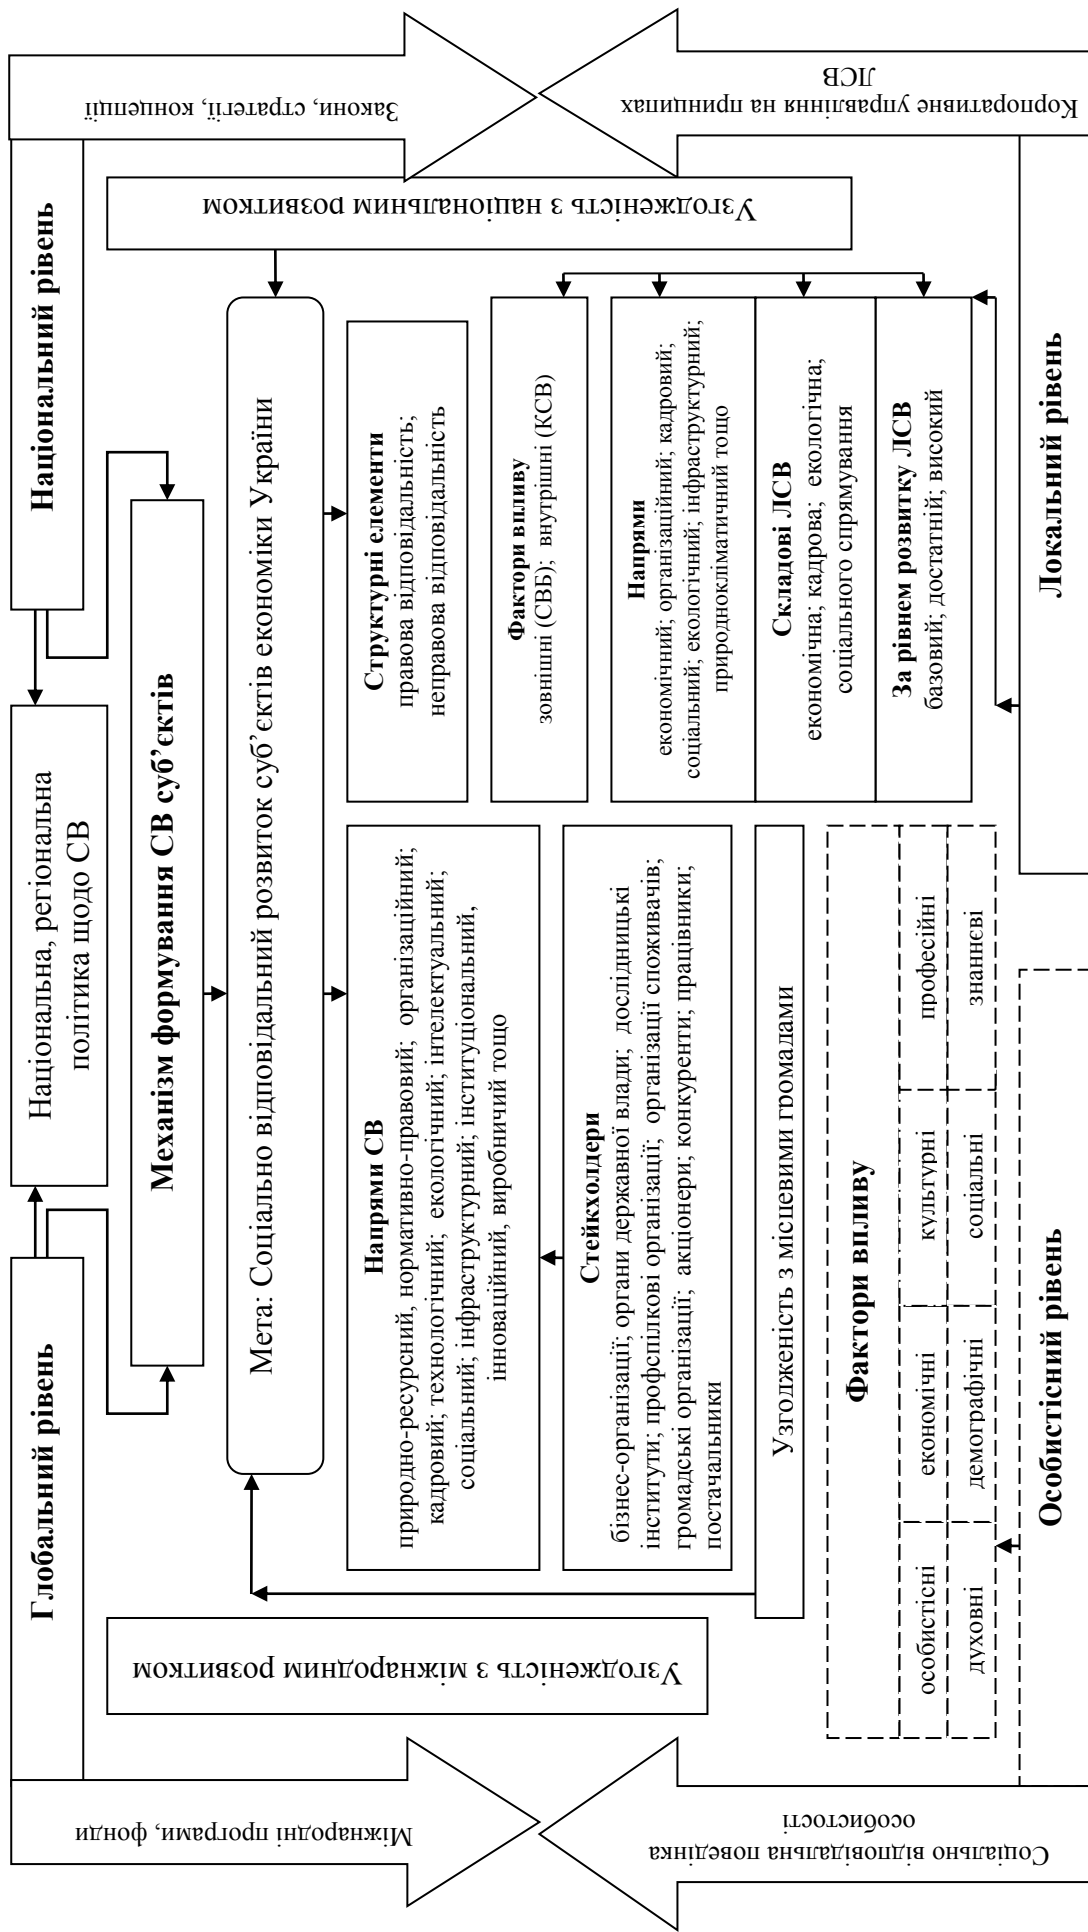 Глобальний рівень
Національна, регіональна
політика щодо СВ
Національний рівень
Міжнародні програми, фонди
Закони, стратегії, концепції
Механізм формування СВ суб’єктів
Узгодженість з міжнародним розвитком
Узгодженість з національним розвитком
Мета: Соціально відповідальний розвиток суб’єктів економіки України
Напрями СВ
природно-ресурсний, нормативно-правовий; організаційний;
кадровий; технологічний; екологічний; інтелектуальний;
соціальний; інфраструктурний; інституціональний,
інноваційний, виробничий тощо
Структурні елементи
правова відповідальність;
неправова відповідальність
Стейкхолдери
бізнес-організації; органи державної влади; дослідницькі
інститути; профспілкові організації; організації споживачів;
громадські організації; акціонери; конкуренти; працівники;
постачальники
Фактори впливу
зовнішні (СВБ); внутрішні (КСВ)
Напрями
економічний; організаційний; кадровий;
соціальний; екологічний; інфраструктурний;
природнокліматичний тощо
Узгодженість з місцевими громадами
Складові ЛСВ
економічна; кадрова; екологічна;
соціального спрямування
За рівнем розвитку ЛСВ
базовий; достатній; високий
Фактори впливу
особистісні
економічні
культурні
професійні
духовні
демографічні
соціальні
знаннєві
Соціально відповідальна поведінка
особистості
Корпоративне управління на принципах
ЛСВ
Особистісний рівень
Локальний рівень